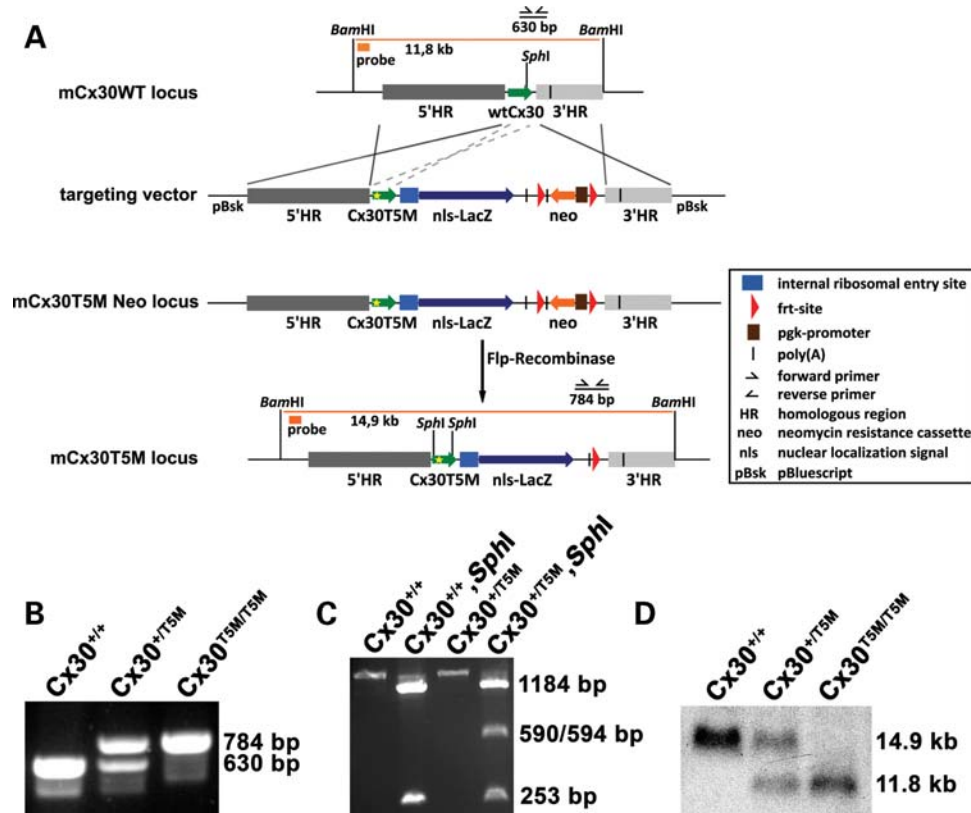 A
BamHI
630 bp
BamHI
probe
11,8 kb
SphI
mCx30WT locus
5'HR
wtCx30
3'HR
targeting vector
pBsk
5'HR
Cx30T5M
nls-LacZ
neo
3'HR
pBsk
mCx30T5M Neo locus
5'HR
Cx30T5M
nls-LacZ
neo
3'HR
Flp-Recombinase
BamHI
784 bp
BamHI
probe
14,9 kb
SphI SphI
mCx30T5M locus
5'HR
Cx30T5M
nls-LacZ
3'HR
internal ribosomal entry site
frt-site
pgk-promoter
poly(A)
forward primer
reverse primer
HR homologous region
neo neomycin resistance cassette
nls nuclear localization signal
pBsk pBluescript
B
Cx30+/+
Cx30+/T5M
Cx30T5M/T5M
784 bp
630 bp
C
Cx30+/+
Cx30+/+,SphI
Cx30+/T5M
Cx30+/T5M,SphI
1184 bp
590/594 bp
253 bp
D
Cx30+/+
Cx30+/T5M
Cx30T5M/T5M
14.9 kb
11.8 kb